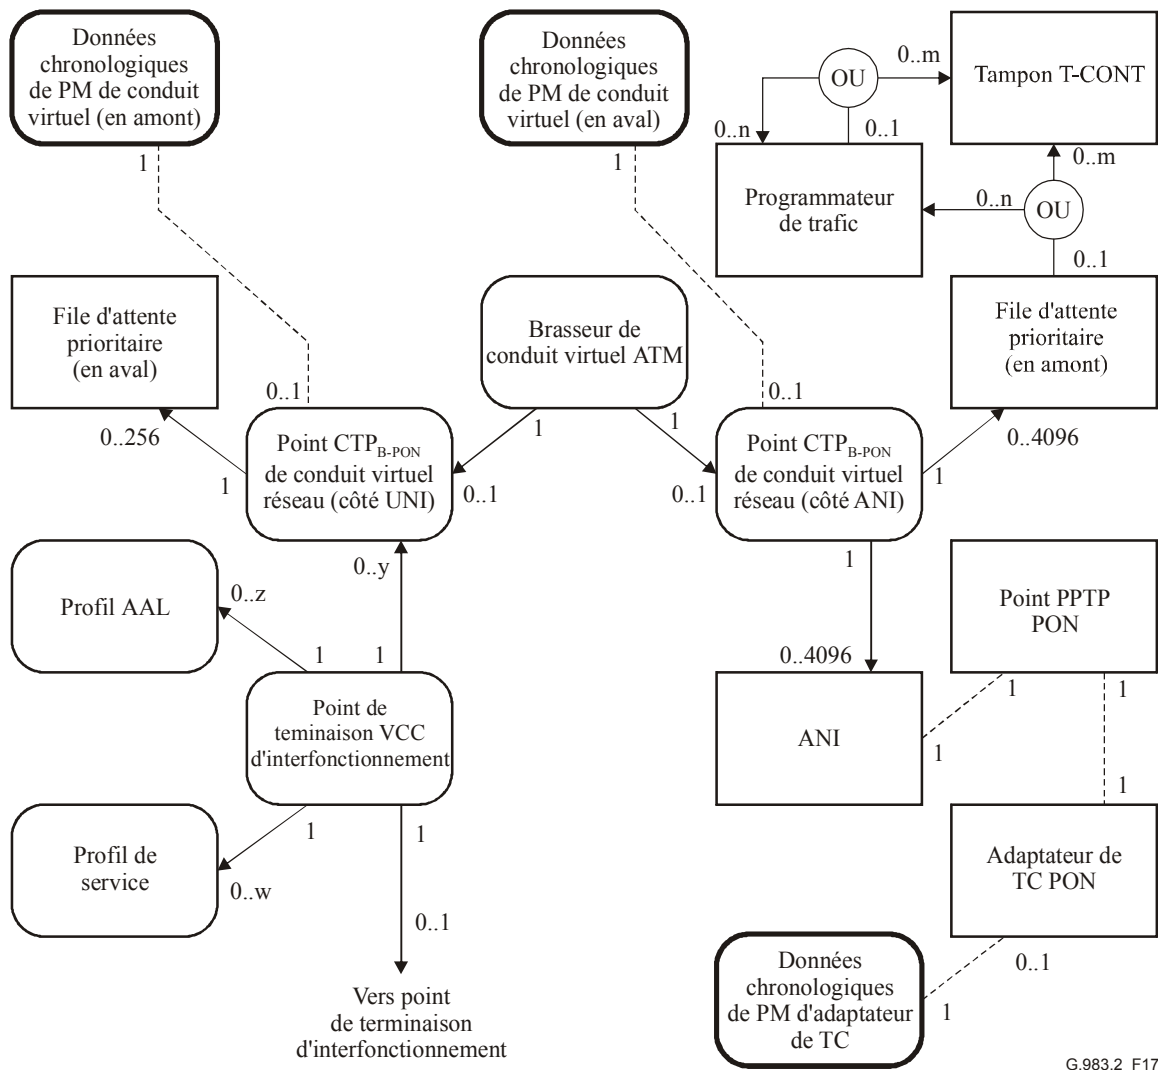 Données
chronologiques
de PM de conduit
virtuel (en amont)
1
Données
chronologiques
de PM de conduit
virtuel (en aval)
1
OU
0..m
Tampon T-CONT
0..n
0..1
0..m
Programmateur
de trafic
0..n
OU
0..1
File d'attente
prioritaire
(en aval)
Brasseur de
conduit virtuel ATM
File d'attente
prioritaire
(en amont)
0..1
0..1
0..256
1
1
0..4096
Point CTPB-PON
de conduit virtuel
réseau (côté UNI)
1
0..1
Point CTPB-PON
de conduit virtuel
réseau (côté ANI)
0..1
1
0..y
1
Profil AAL
0..z
Point PPTP
PON
1
1
0..4096
1
1
Point de
teminaison VCC
d'interfonctionnement
ANI
1
1
1
1
Profil de
service
0..w
Adaptateur de
TC PON
0..1
0..1
Données
chronologiques
de PM d'adaptateur
de TC
1
Vers point
de terminaison
d'interfonctionnement
G.983.2_F17